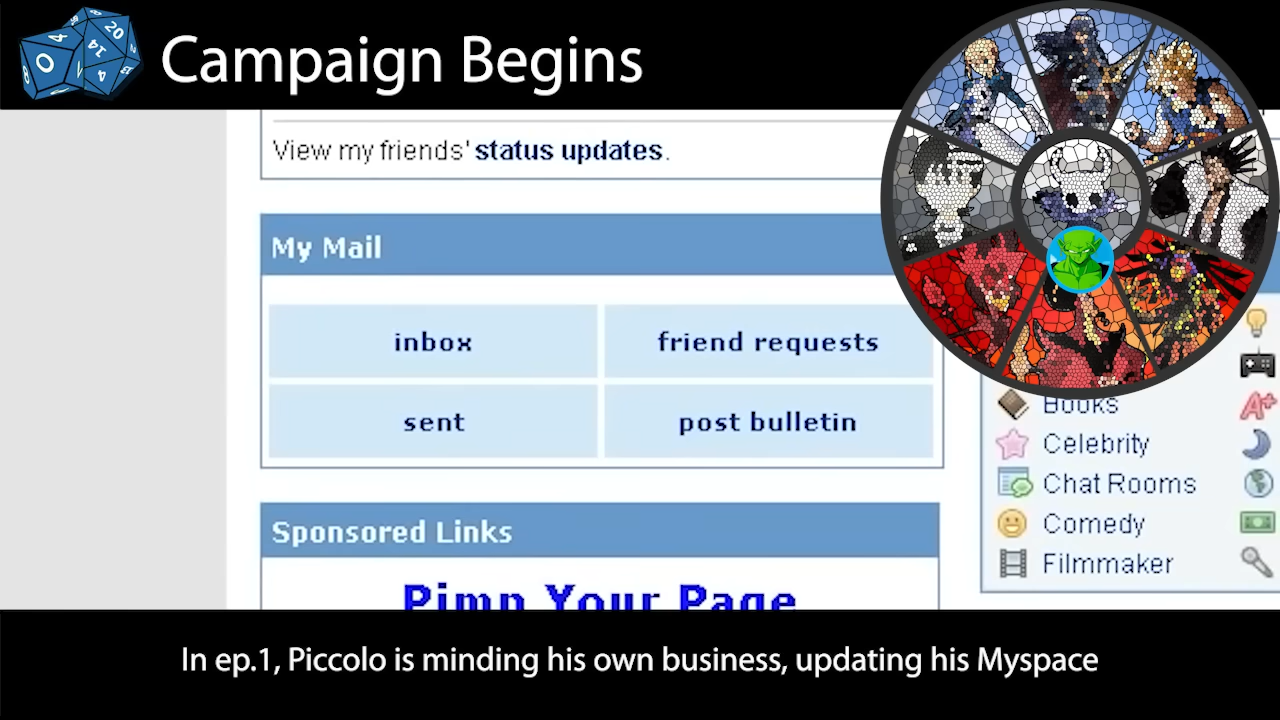 Campaign Begins
View my friends' status updates.
My Mail
inbox
friend requests
sent
post bulletin
Sponsored Links
Pimp Your Page
Books
Celebrity
Chat Rooms
Comedy
Filmmaker
In ep.1, Piccolo is minding his own business, updating his Myspace